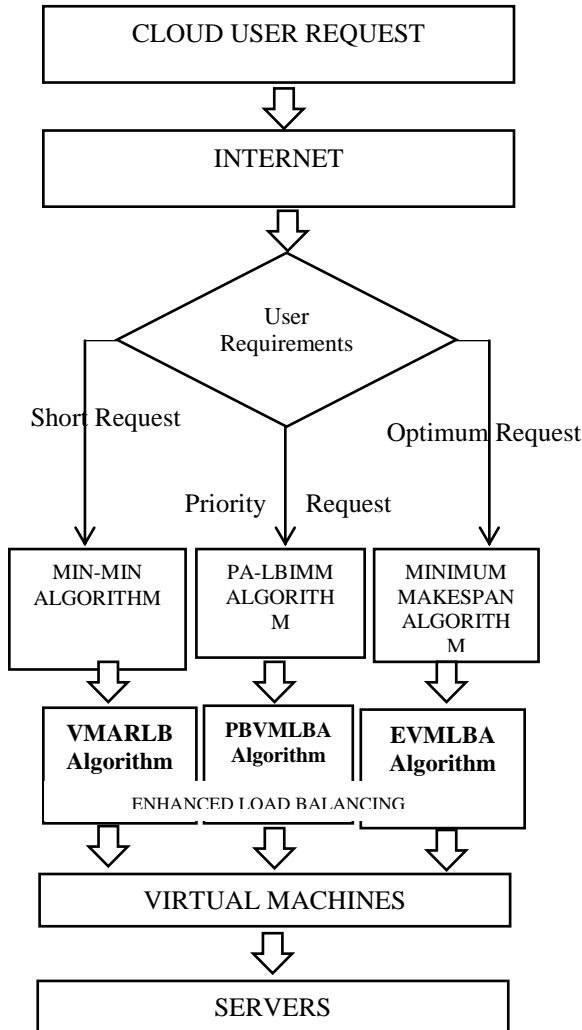 CLOUD USER REQUEST
INTERNET
User
Requirements
Short Request
Optimum Request
Priority Request
MIN-MIN
ALGORITHM
PA-LBIMM
ALGORITH
M
MINIMUM
MAKESPAN
ALGORITH
M
VMARLB
Algorithm
PBVMLBA
Algorithm
EVMLBA
Algorithm
ENHANCED LOAD BALANCING
VIRTUAL MACHINES
SERVERS